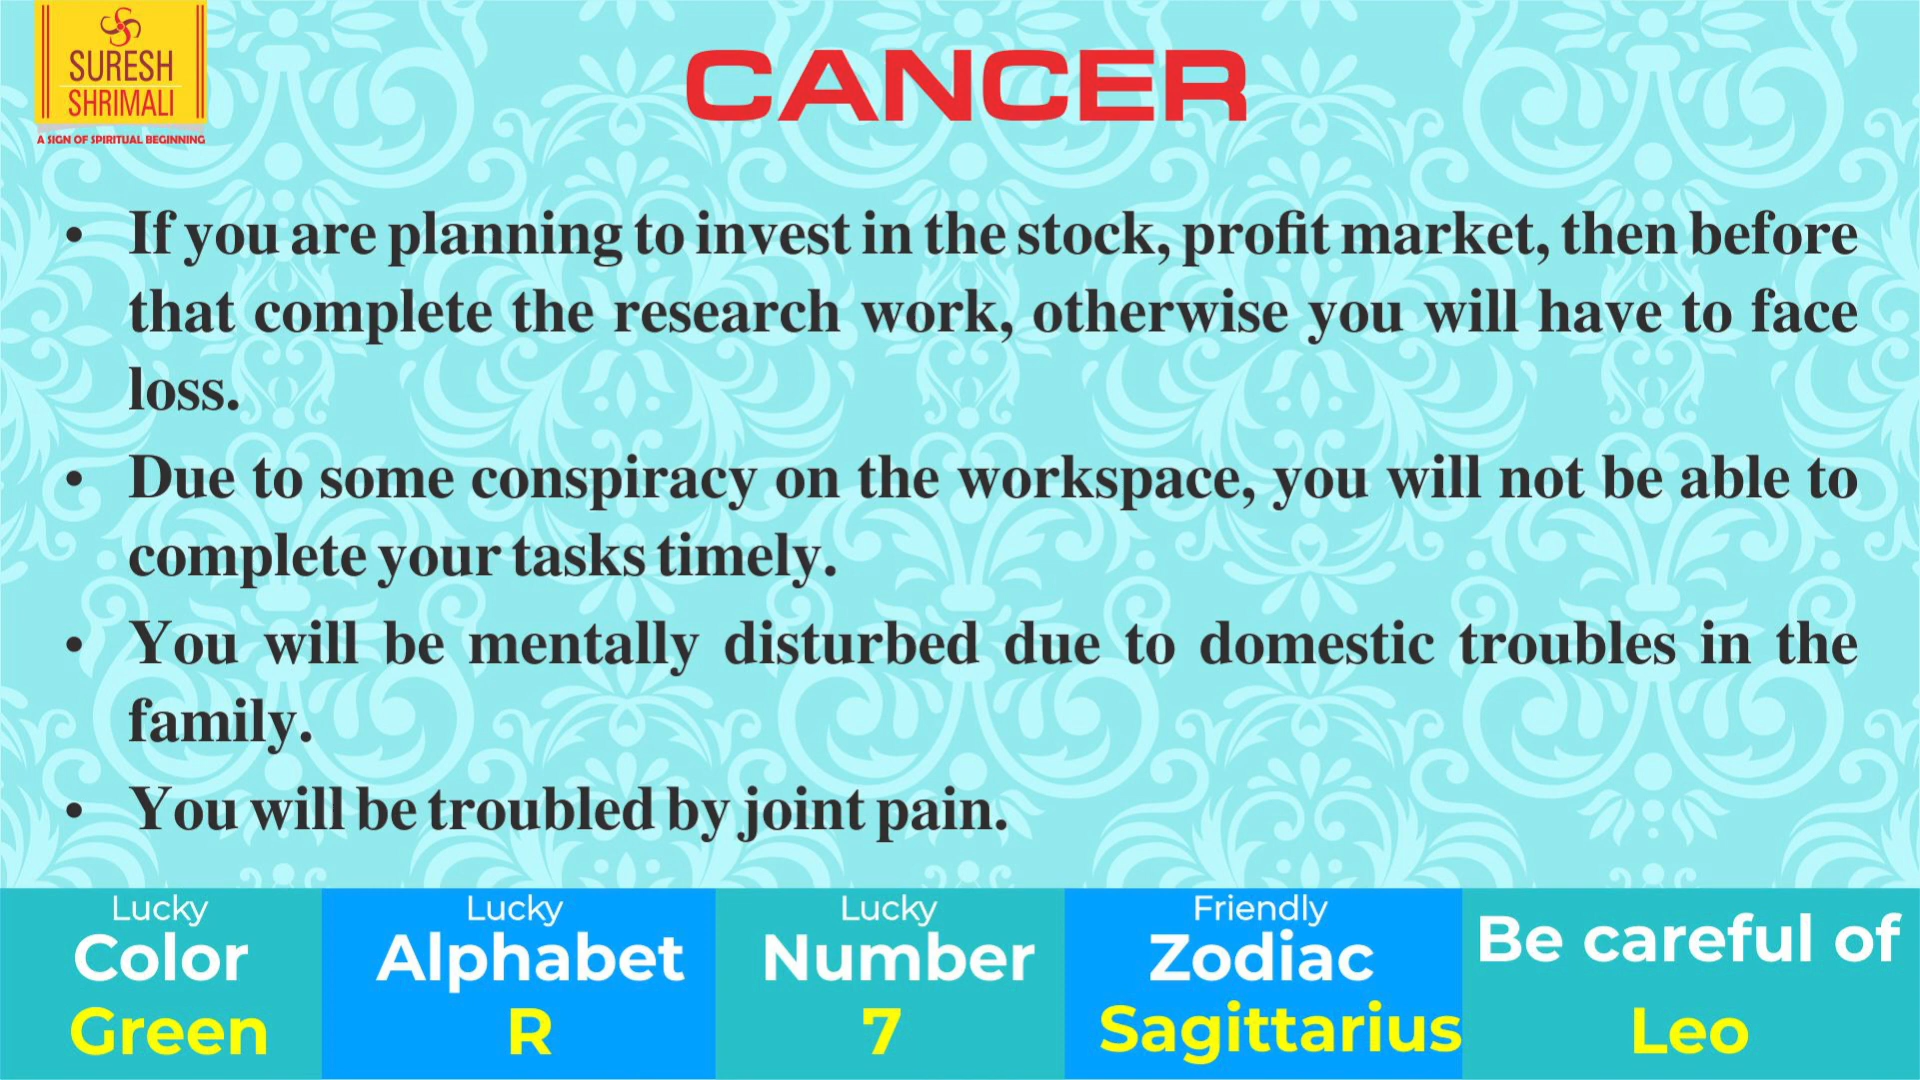 SURESH
SHRIMALI
A SIGN OF SPIRITUAL BEGINNING
CANCER
• If you are planning to invest in the stock, profit market, then before
that complete the research work, otherwise you will have to face
loss.
• Due to some conspiracy on the workspace, you will not be able to
complete your tasks timely.
• You will be mentally disturbed due to domestic troubles in the
family.
• You will be troubled by joint pain.
Lucky
Color
Green
Lucky
Alphabet
R
Lucky
Number
7
Friendly
Zodiac
Sagittarius
Be careful of
Leo